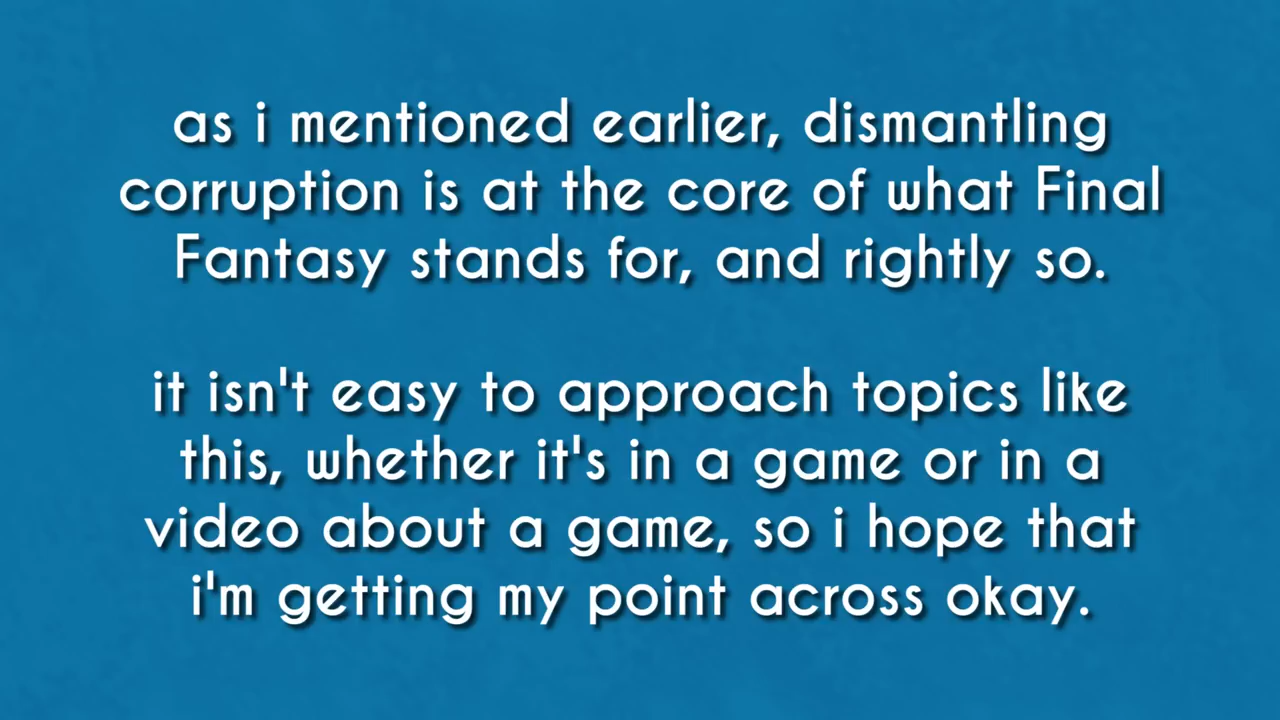 as i mentioned earlier, dismantling
corruption is at the core of what Final
Fantasy stands for, and rightly so.
it isn't easy to approach topics like
this, whether it's in a game or in a
video about a game, so i hope that
i'm getting my point across okay.